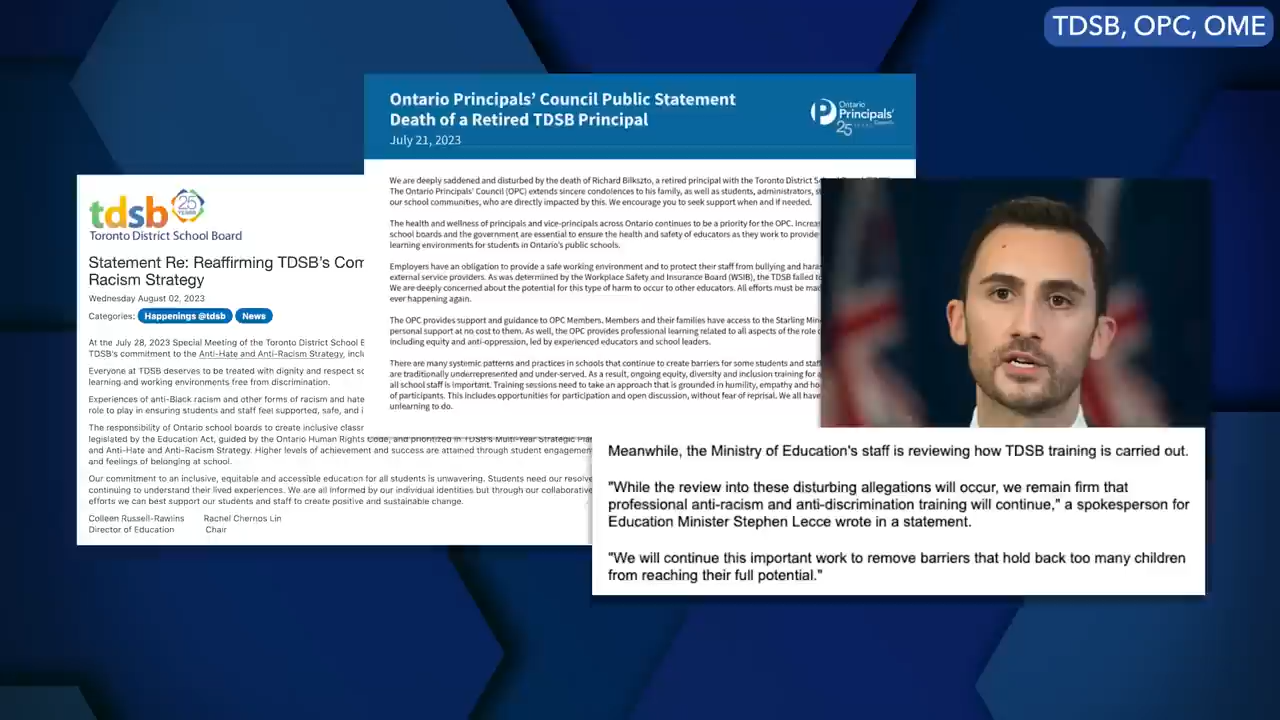 TDSB, OPC, OME
Ontario Principals' Council Public Statement
Death of a Retired TDSB Principal
July 21, 2023
Ontario
Principals'
Council
25
We are deeply saddened and disturbed by the death of Richard Bilkszto, a retired principal with the Toronto District
The Ontario Principals' Council (OPC) extends sincere condolences to his family, as well as students, administrators,
our school communities, who are directly impacted by this. We encourage you to seek support when and if needed.
The health and wellness of principals and vice-principals across Ontario continues to be a priority for the OPC.
school boards and the government are essential to ensure the health and safety of educators as they work to provide
learning environments for students in Ontario's public schools.
Employers have an obligation to provide a safe working environment and to protect their staff from bullying and
external service providers. As was determined by the Workplace Safety and Insurance Board (WSIB), the TDSB failed
We are deeply concerned about the potential for this type of harm to occur to other educators. All efforts must be
ever happening again.
The OPC provides support and guidance to OPC Members. Members and their families have access to the Starling
personal support at no cost to them. As well, the OPC provides professional learning related to all aspects of the role
including equity and anti-oppression, led by experienced educators and school leaders.
There are many systemic patterns and practices in schools that continue to create barriers for some students and
are traditionally underrepresented and under-served. As a result, ongoing equity, diversity and inclusion training for
all school staff is important. Training sessions need to take an approach that is grounded in humility, empathy and
of participants. This includes opportunities for participation and open discussion, without fear of reprisal. We all have
unlearning to do.
tdsb
25
YEARS
Toronto District School Board
Statement Re: Reaffirming TDSB's Com
Racism Strategy
Wednesday August 02, 2023
Categories: Happenings @tdsb News
At the July 28, 2023 Special Meeting of the Toronto District School
TDSB's commitment to the Anti-Hate and Anti-Racism Strategy,
Everyone at TDSB deserves to be treated with dignity and respect
learning and working environments free from discrimination.
Experiences of anti-Black racism and other forms of racism and hate
role to play in ensuring students and staff feel supported, safe, and
The responsibility of Ontario school boards to create inclusive
legislated by the Education Act, guided by the Ontario Human Rights Code, and prioritized in TDSB's Multi-Year Strategic
and Anti-Hate and Anti-Racism Strategy. Higher levels of achievement and success are attained through student engagement
and feelings of belonging at school.
Our commitment to an inclusive, equitable and accessible education for all students is unwavering. Students need our resolve
continuing to understand their lived experiences. We are all informed by our individual identities but through our collaborative
efforts we can best support our students and staff to create positive and sustainable change.
Colleen Russell-Rawlins Rachel Chernos Lin
Director of Education Chair
Meanwhile, the Ministry of Education's staff is reviewing how TDSB training is carried out.
"While the review into these disturbing allegations will occur, we remain firm that
professional anti-racism and anti-discrimination training will continue," a spokesperson for
Education Minister Stephen Lecce wrote in a statement.
"We will continue this important work to remove barriers that hold back too many children
from reaching their full potential."